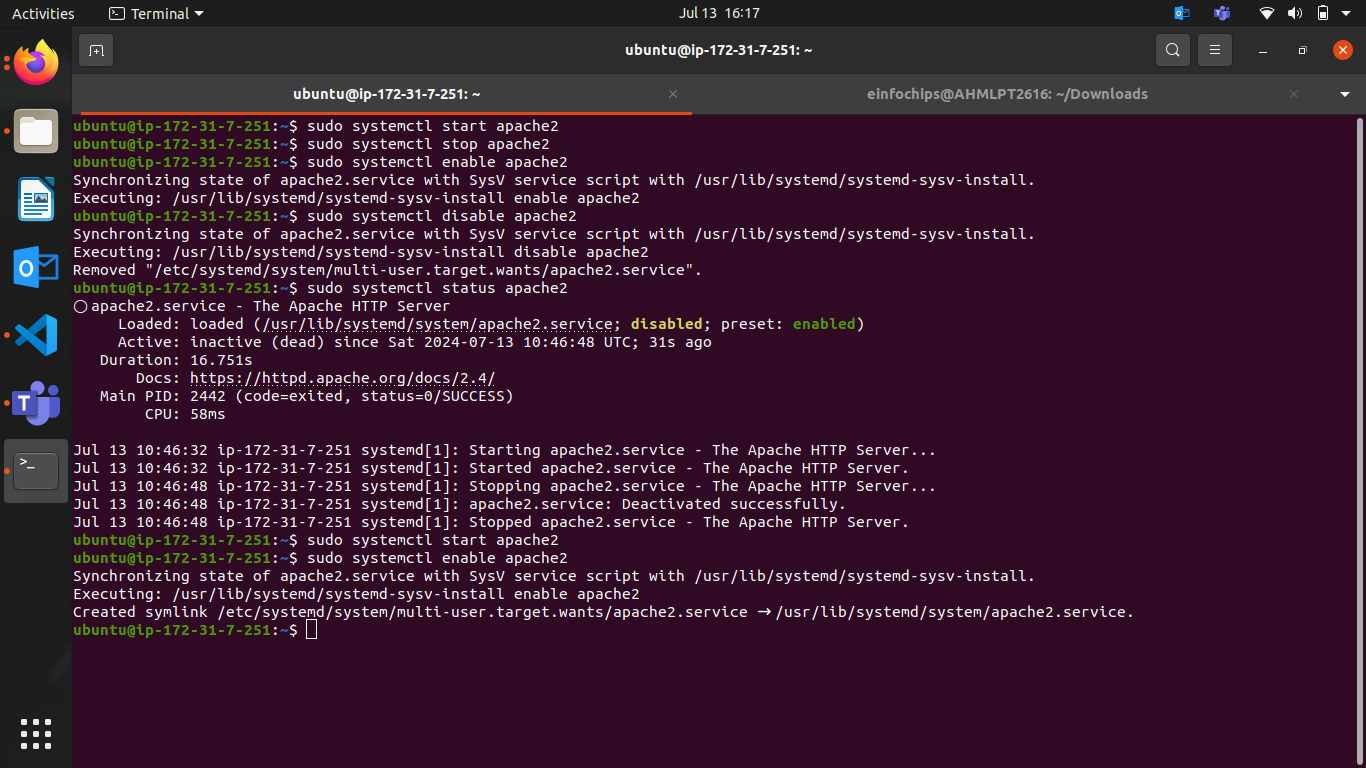 Activities Terminal Jul 13 16:17
ubuntu@ip-172-31-7-251: ~
ubuntu@ip-172-31-7-251: ~ × einfochips@AHMLPT2616: ~/Downloads ×
ubuntu@ip-172-31-7-251:~$ sudo systemctl start apache2
ubuntu@ip-172-31-7-251:~$ sudo systemctl stop apache2
ubuntu@ip-172-31-7-251:~$ sudo systemctl enable apache2
Synchronizing state of apache2.service with SysV service script with /usr/lib/systemd/systemd-sysv-install.
Executing: /usr/lib/systemd/systemd-sysv-install enable apache2
ubuntu@ip-172-31-7-251:~$ sudo systemctl disable apache2
Synchronizing state of apache2.service with SysV service script with /usr/lib/systemd/systemd-sysv-install.
Executing: /usr/lib/systemd/systemd-sysv-install disable apache2
Removed "/etc/systemd/system/multi-user.target.wants/apache2.service".
ubuntu@ip-172-31-7-251:~$ sudo systemctl status apache2
○ apache2.service - The Apache HTTP Server
     Loaded: loaded (/usr/lib/systemd/system/apache2.service; disabled; preset: enabled)
     Active: inactive (dead) since Sat 2024-07-13 10:46:48 UTC; 31s ago
   Duration: 16.751s
       Docs: https://httpd.apache.org/docs/2.4/
   Main PID: 2442 (code=exited, status=0/SUCCESS)
        CPU: 58ms

Jul 13 10:46:32 ip-172-31-7-251 systemd[1]: Starting apache2.service - The Apache HTTP Server...
Jul 13 10:46:32 ip-172-31-7-251 systemd[1]: Started apache2.service - The Apache HTTP Server.
Jul 13 10:46:48 ip-172-31-7-251 systemd[1]: Stopping apache2.service - The Apache HTTP Server...
Jul 13 10:46:48 ip-172-31-7-251 systemd[1]: apache2.service: Deactivated successfully.
Jul 13 10:46:48 ip-172-31-7-251 systemd[1]: Stopped apache2.service - The Apache HTTP Server.
ubuntu@ip-172-31-7-251:~$ sudo systemctl start apache2
ubuntu@ip-172-31-7-251:~$ sudo systemctl enable apache2
Synchronizing state of apache2.service with SysV service script with /usr/lib/systemd/systemd-sysv-install.
Executing: /usr/lib/systemd/systemd-sysv-install enable apache2
Created symlink /etc/systemd/system/multi-user.target.wants/apache2.service → /usr/lib/systemd/system/apache2.service.
ubuntu@ip-172-31-7-251:~$